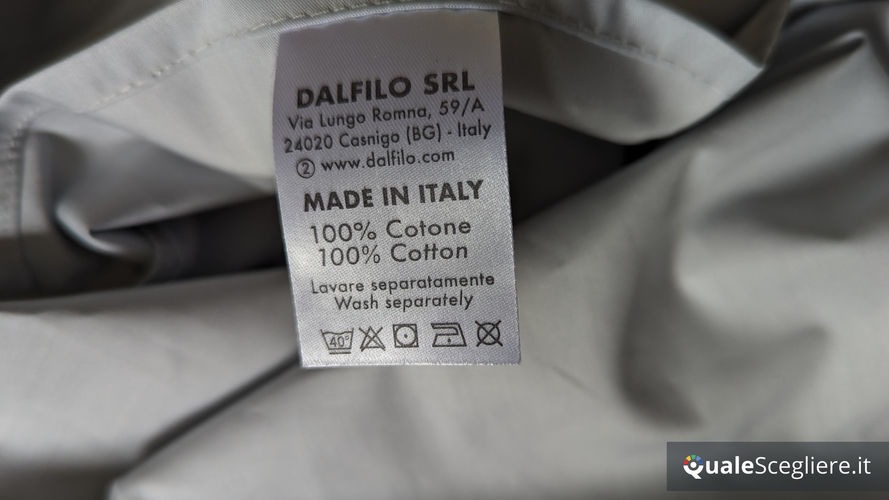 DALFILO SRL
Via Lungo Romna, 59/A
24020 Casnigo (BG) - Italy
② www.dalfilo.com
MADE IN ITALY
100% Cotone
100% Cotton
Lavare separatamente
Wash separately
40°
QualeScegliere.it